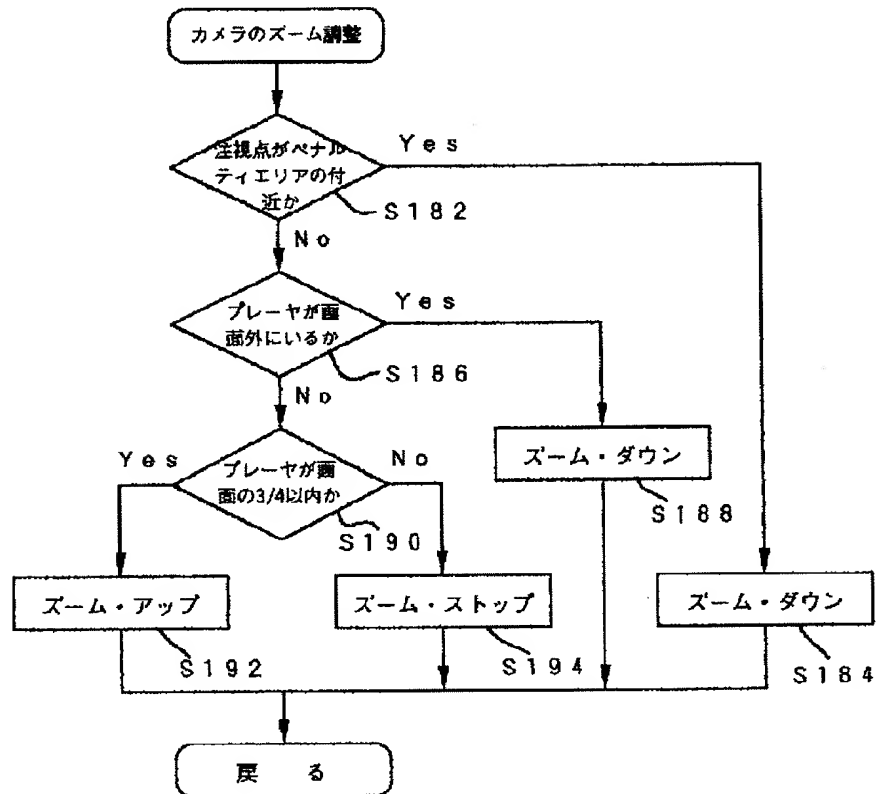 カメラのズーム調整
注視点がペナル
ティエリアの付
近か
Yes
S182
No
プレーヤが画
面外にいるか
Yes
S186
No
プレーヤが画
面の3/4以内か
Yes
No
S190
ズーム・ダウン
S188
ズーム・アップ
S192
ズーム・ストップ
S194
ズーム・ダウン
S184
戻る